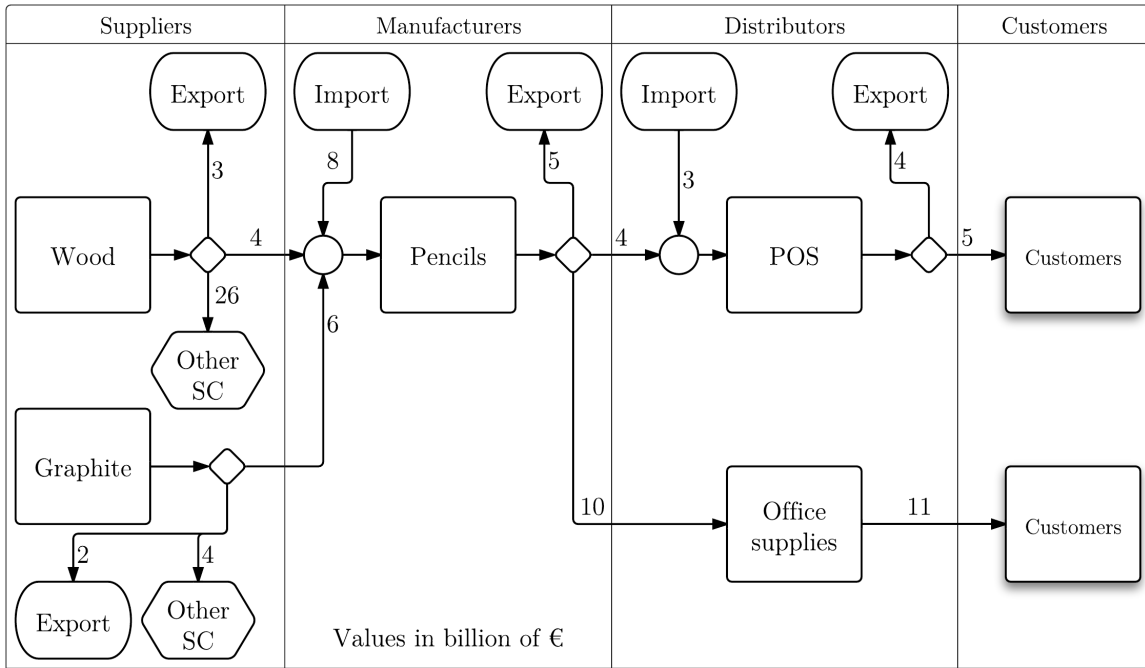 Suppliers
Manufacturers
Distributors
Customers
Export
Import
Export
Import
Export
3
8
5
3
4
Wood
4
Pencils
4
POS
5
Customers
26
6
Other
SC
Graphite
10
Office
supplies
11
Customers
2
4
Export
Other
SC
Values in billion of €